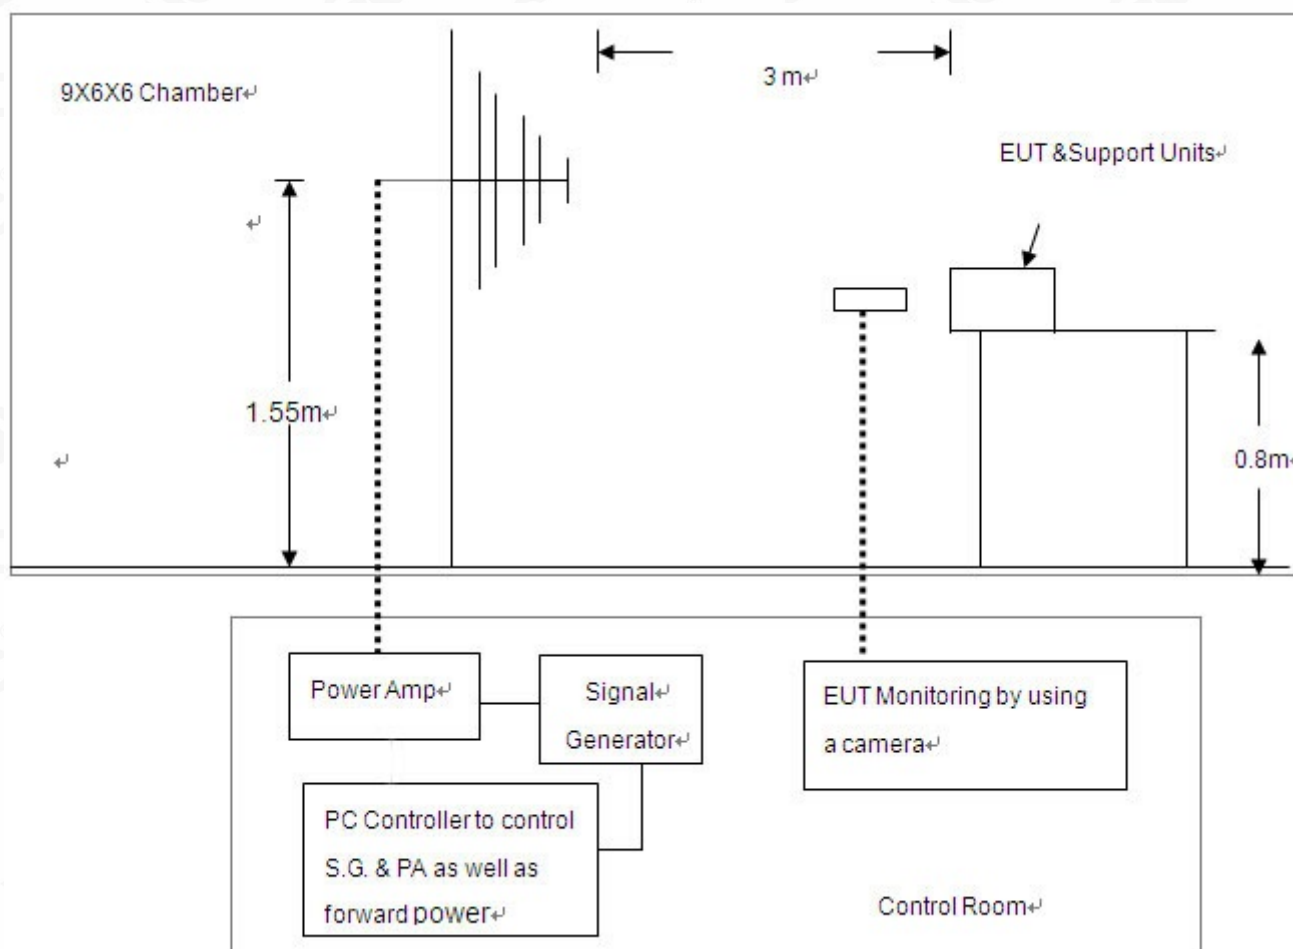 9X6X6 Chamber
3 m
EUT &Support Units
1.55m
0.8m
Power Amp
Signal
Generator
EUT Monitoring by using
a camera
PC Controller to control
S.G. & PA as well as
forward power
Control Room